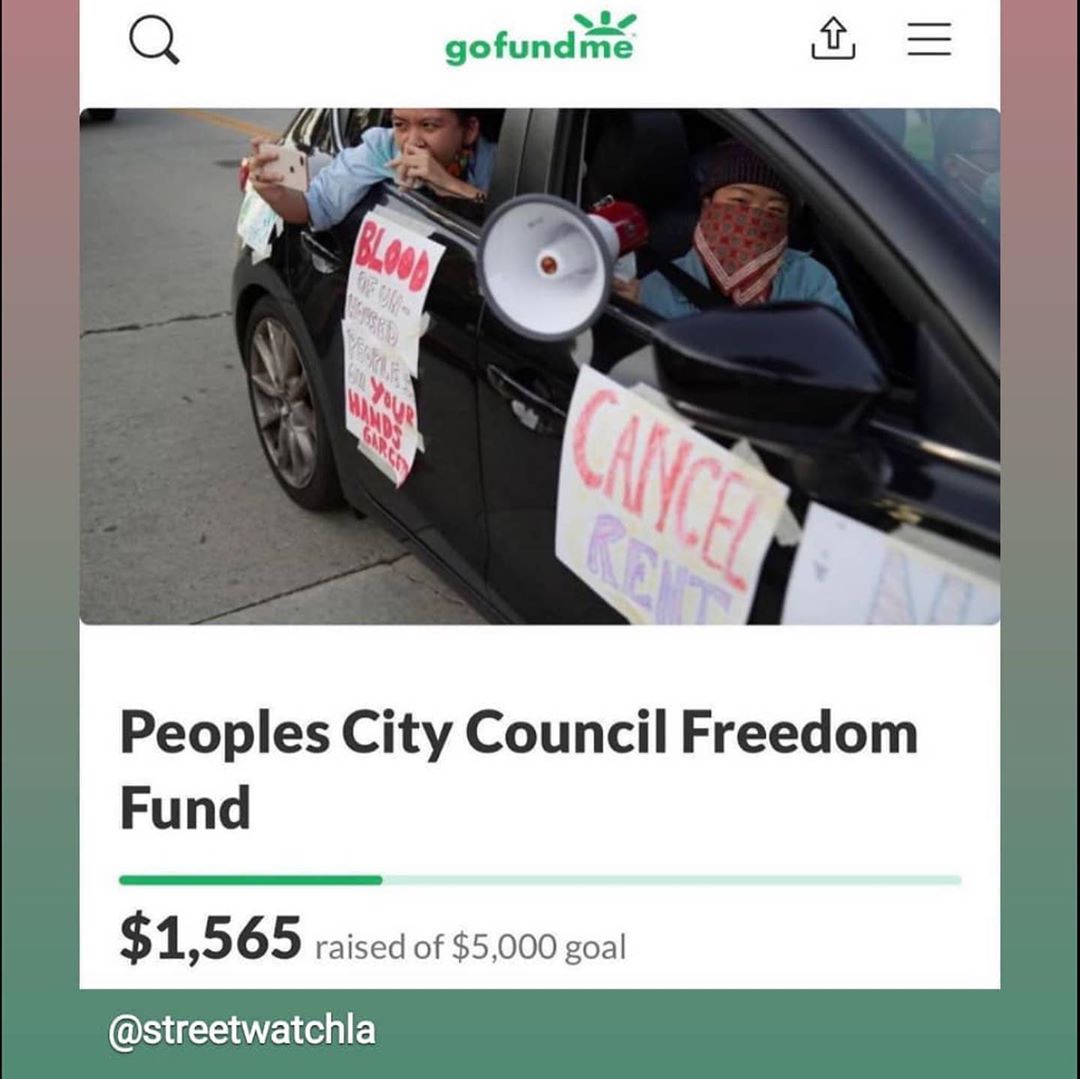 gofundme
BLOOD
OF UN-
HOUSED
PEOPLE
ON YOUR
HANDS
GARCETTI
CANCEL
RENT
Peoples City Council Freedom
Fund
$1,565 raised of $5,000 goal
@streetwatchla